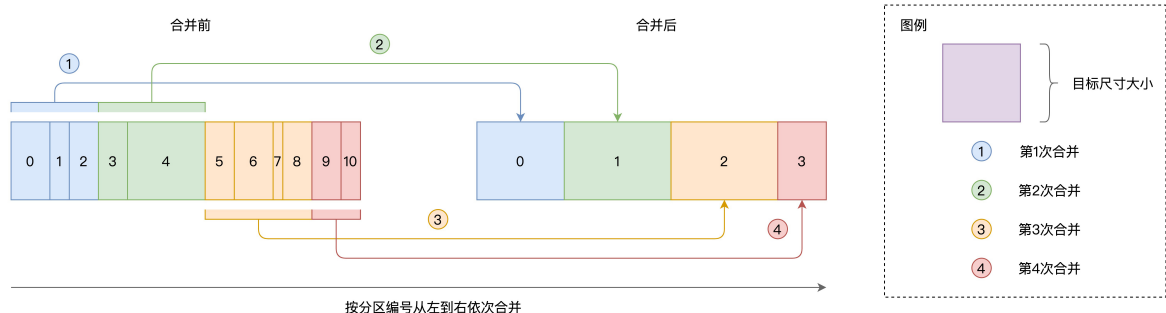 合并前
合并后
图例
1
2
目标尺寸大小
0 1 2 3 4 5 6 7 8 9 10
0 1 2 3
1 第1次合并
2 第2次合并
3
4
3 第3次合并
4 第4次合并
按分区编号从左到右依次合并